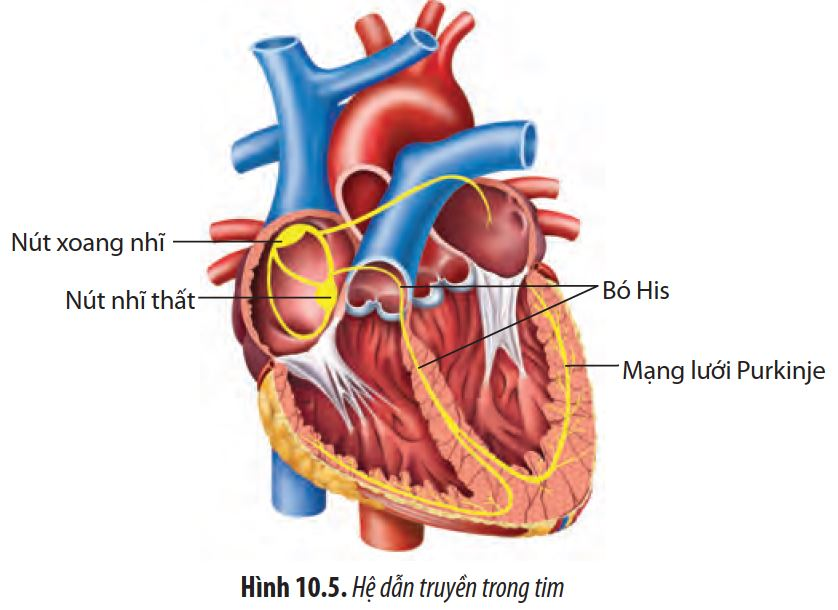 Nút xoang nhĩ
Nút nhĩ thất
Bó His
Mạng lưới Purkinje
Hình 10.5. Hệ dẫn truyền trong tim